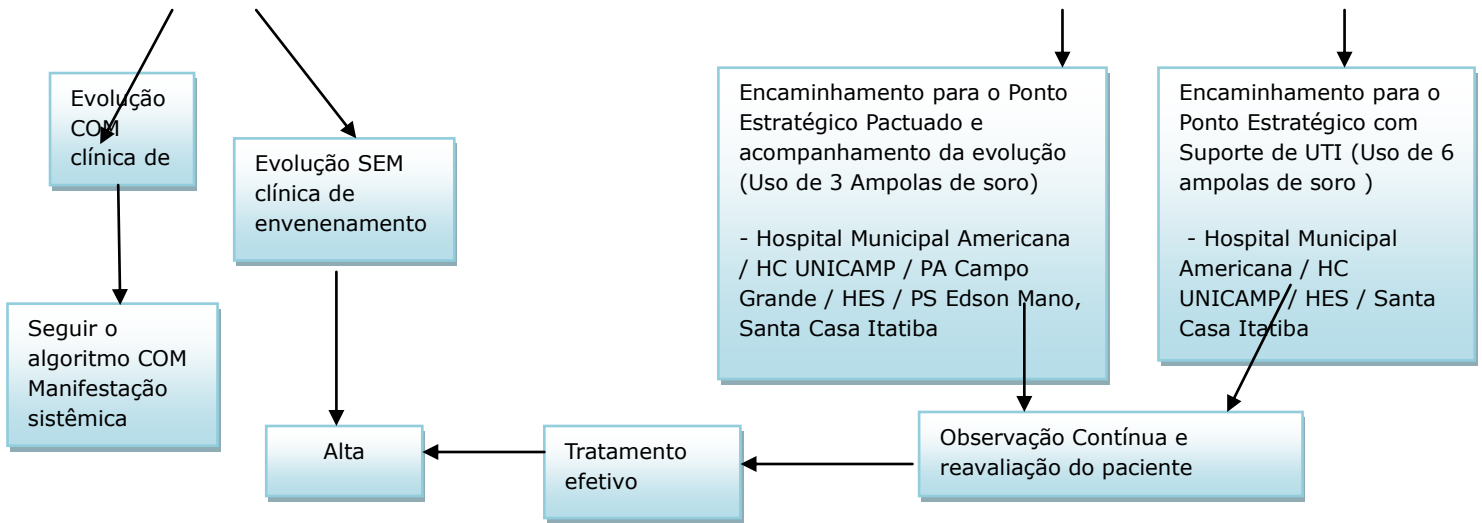 Evolução
COM
clínica de
Evolução SEM
clínica de
envenenamento
Encaminhamento para o Ponto
Estratégico Pactuado e
acompanhamento da evolução
(Uso de 3 Ampolas de soro)
- Hospital Municipal Americana
/ HC UNICAMP / PA Campo
Grande / HES / PS Edson Mano,
Santa Casa Itatiba
Encaminhamento para o
Ponto Estratégico com
Suporte de UTI (Uso de 6
ampolas de soro )
- Hospital Municipal
Americana / HC
UNICAMP / HES / Santa
Casa Itatiba
Seguir o
algoritmo COM
Manifestação
sistêmica
Alta
Tratamento
efetivo
Observação Contínua e
reavaliação do paciente